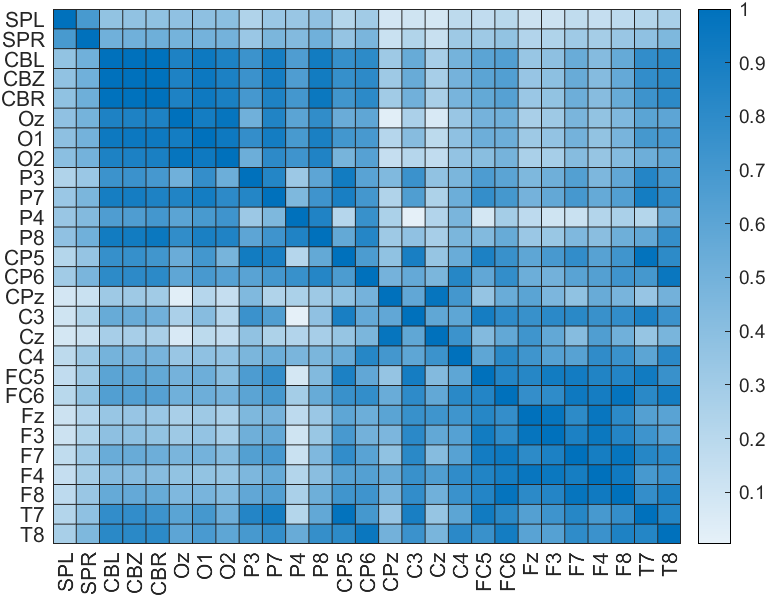 SPL
SPR
CBL
CBZ
CBR
Oz
O1
O2
P3
P7
P4
P8
CP5
CP6
CPz
C3
Cz
C4
FC5
FC6
Fz
F3
F7
F4
F8
T7
T8
SPL SPR CBL CBZ CBR Oz O1 O2 P3 P7 P4 P8 CP5 CP6 CPz C3 Cz C4 FC5 FC6 Fz F3 F7 F4 F8 T7 T8
1
0.9
0.8
0.7
0.6
0.5
0.4
0.3
0.2
0.1